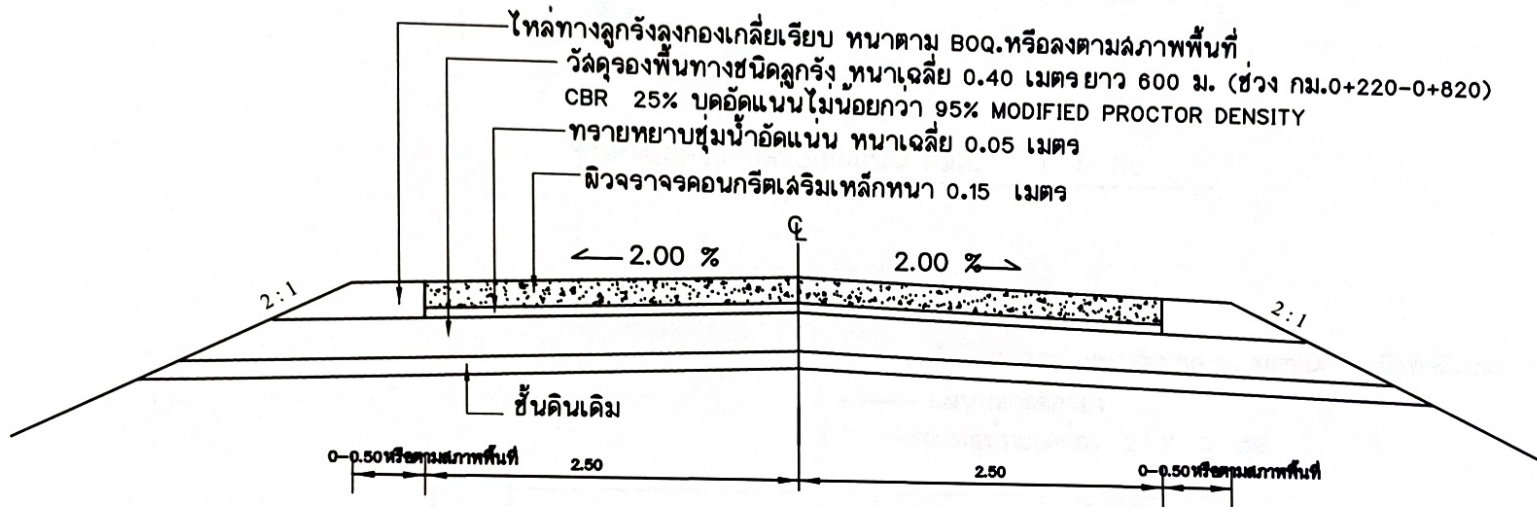 ไหล่ทางลูกรังลงกองเกลี่ยเรียบ หนาตาม BOQ.หรือลงตามสภาพพื้นที่
วัสดุรองพื้นทางชนิดลูกรัง หนาเฉลี่ย 0.40 เมตร ยาว 600 ม. (ช่วง กม.0+220-0+820)
CBR 25% บดอัดแน่นไม่น้อยกว่า 95% MODIFIED PROCTOR DENSITY
ทรายหยาบชุ่มน้ำอัดแน่น หนาเฉลี่ย 0.05 เมตร
ผิวจราจรคอนกรีตเสริมเหล็กหนา 0.15 เมตร
℄
2.00 %
2.00 %
2:1
2:1
ชั้นดินเดิม
0-0.50หรือตามสภาพพื้นที่
2.50
2.50
0-0.50หรือตามสภาพพื้นที่